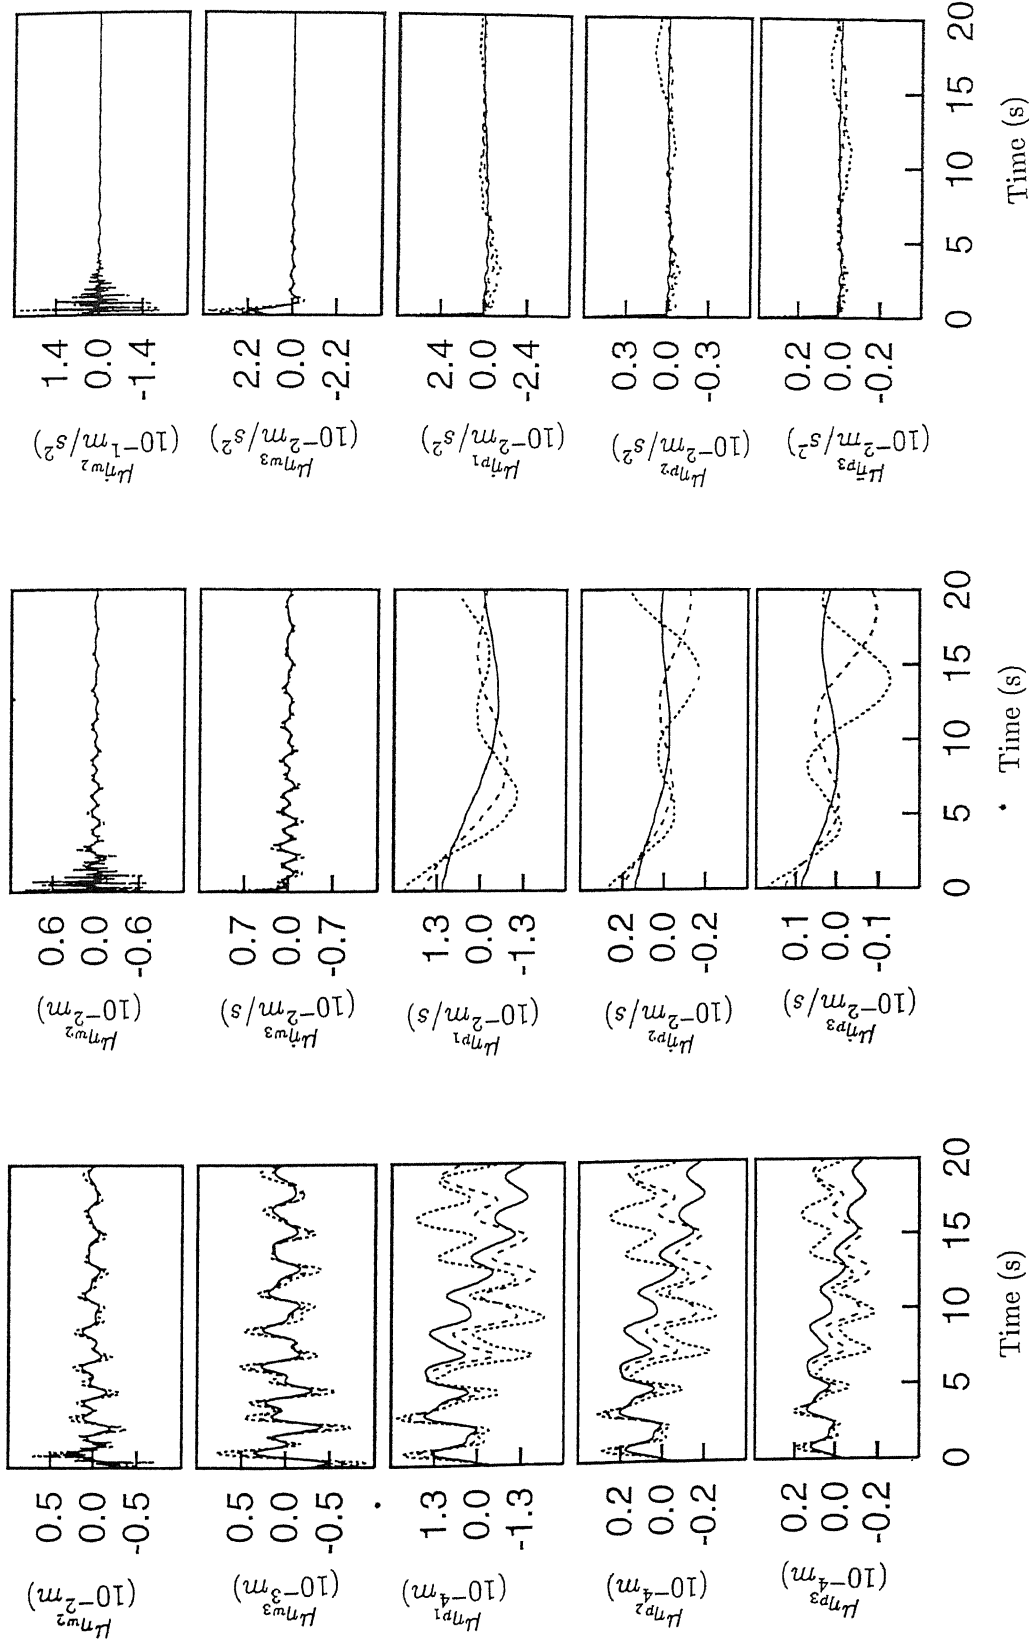 μη_w2
(10⁻²m)
0.5
0.0
-0.5
μη_w3
(10⁻³m)
0.5
0.0
-0.5
μη_p1
(10⁻⁴m)
1.3
0.0
-1.3
μη_p2
(10⁻⁴m)
0.2
0.0
-0.2
μη_p3
(10⁻⁴m)
0.2
0.0
-0.2
0 5 10 15 20
Time (s)
μη_w2
(10⁻²m)
0.6
0.0
-0.6
μη̇_w3
(10⁻²m/s)
0.7
0.0
-0.7
μη̇_p1
(10⁻²m/s)
1.3
0.0
-1.3
μη̇_p2
(10⁻²m/s)
0.2
0.0
-0.2
μη̇_p3
(10⁻²m/s)
0.1
0.0
-0.1
0 5 10 15 20
Time (s)
μη̈_w2
(10⁻¹m/s²)
1.4
0.0
-1.4
μη̈_w3
(10⁻²m/s²)
2.2
0.0
-2.2
μη̈_p1
(10⁻²m/s²)
2.4
0.0
-2.4
μη̈_p2
(10⁻²m/s²)
0.3
0.0
-0.3
μη̈_p3
(10⁻²m/s²)
0.2
0.0
-0.2
0 5 10 15 20
Time (s)